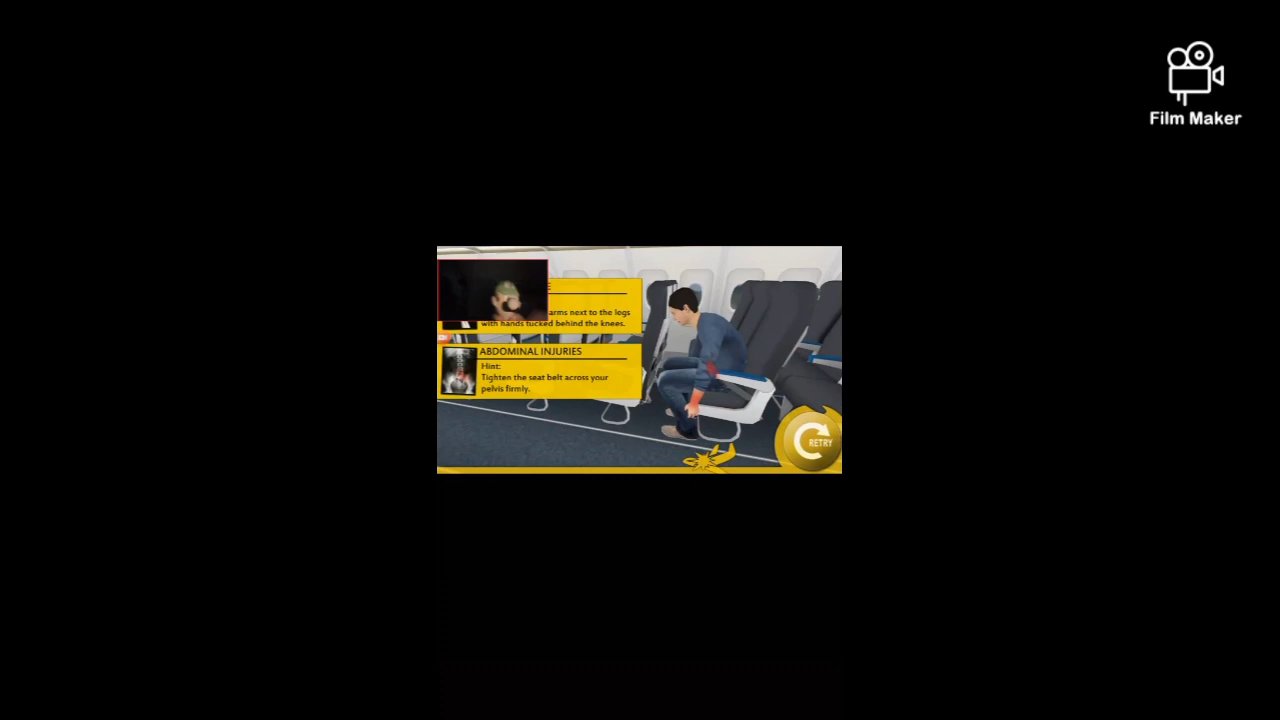 Film Maker
E
arms next to the legs
with hands tucked behind the knees.
ABDOMINAL INJURIES
Hint:
Tighten the seat belt across your
pelvis firmly.
RETRY